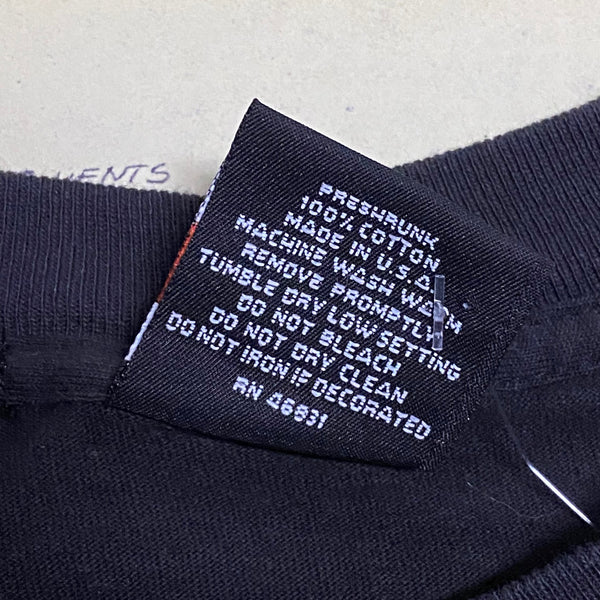 PRESHRUNK
100% COTTON
MADE IN U.S.A.
MACHINE WASH WARM
REMOVE PROMPTLY
TUMBLE DRY LOW SETTING
DO NOT BLEACH
DO NOT DRY CLEAN
DO NOT IRON IF DECORATED
RN 46931